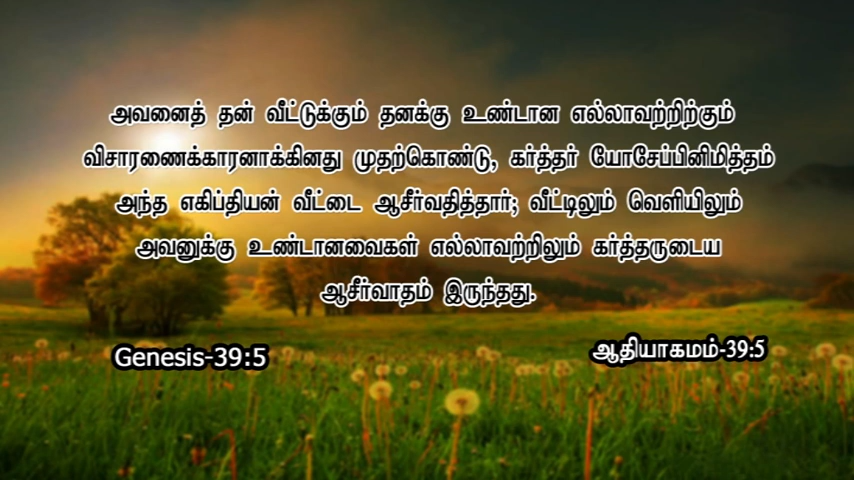 அவனைத் தன் வீட்டுக்கும் தனக்கு உண்டான எல்லாவற்றிற்கும்
விசாரணைக்காரனாக்கினது முதற்கொண்டு, கர்த்தர் யோசேப்பினிமித்தம்
அந்த எகிப்தியன் வீட்டை ஆசீர்வதித்தார்; வீட்டிலும் வெளியிலும்
அவனுக்கு உண்டானவைகள் எல்லாவற்றிலும் கர்த்தருடைய
ஆசீர்வாதம் இருந்தது.
Genesis-39:5
ஆதியாகமம்-39:5